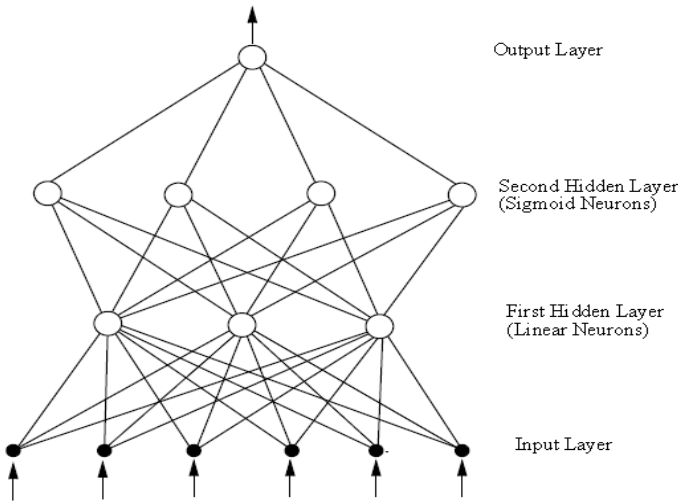 Output Layer
Second Hidden Layer
(Sigmoid Neurons)
First Hidden Layer
(Linear Neurons)
Input Layer